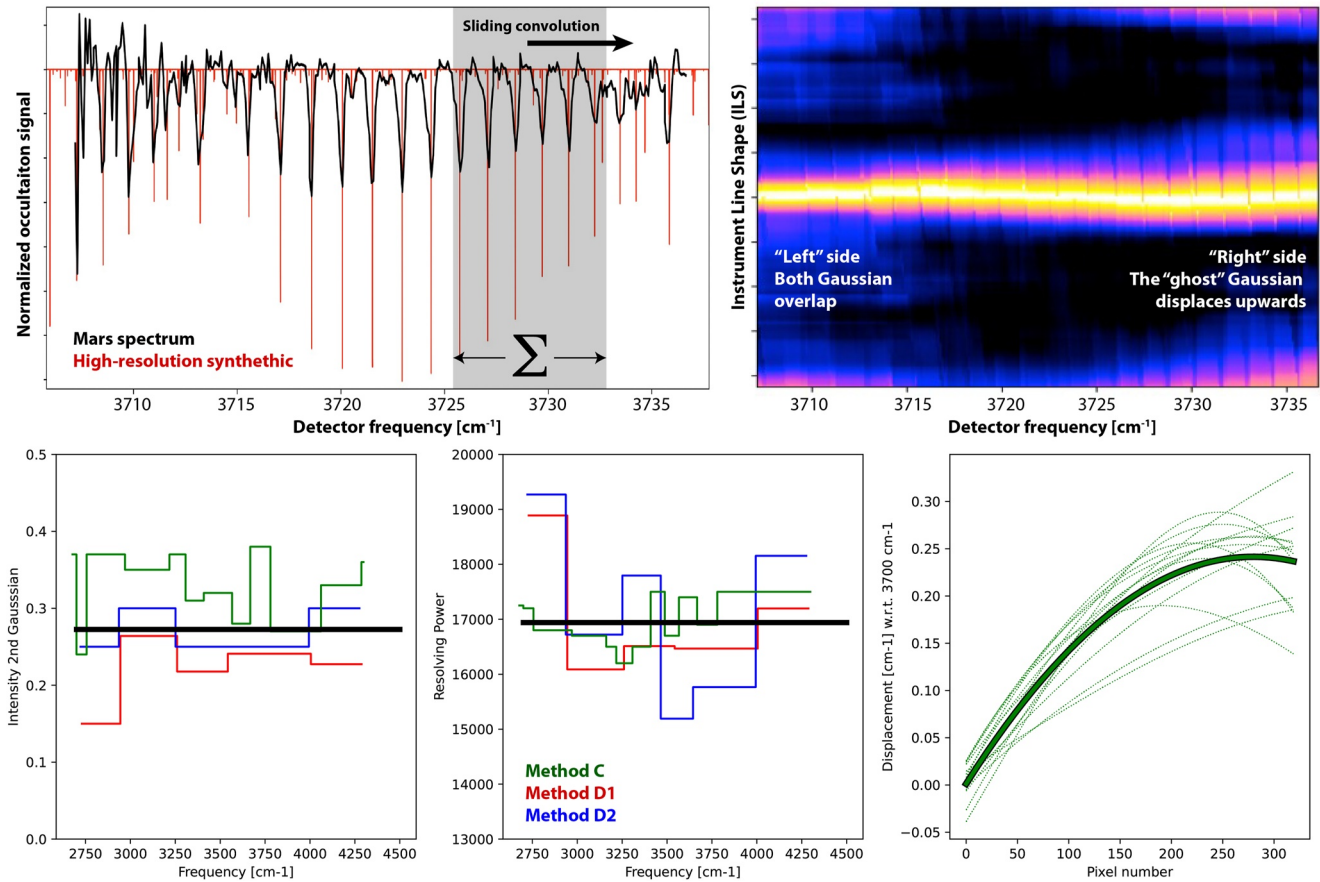 Sliding convolution
Normalized occultaiton signal
Mars spectrum
High-resolution synthethic
Σ
3710 3715 3720 3725 3730 3735
Detector frequency [cm-1]
Instrument Line Shape (ILS)
"Left" side
Both Gaussian
overlap
"Right" side
The "ghost" Gaussian
displaces upwards
3710 3715 3720 3725 3730 3735
Detector frequency [cm-1]
Intensity 2nd Gausssian
0.5
0.4
0.3
0.2
0.1
0.0
2750 3000 3250 3500 3750 4000 4250 4500
Frequency [cm-1]
Resolving Power
20000
19000
18000
17000
16000
15000
14000
13000
Method C
Method D1
Method D2
2750 3000 3250 3500 3750 4000 4250 4500
Frequency [cm-1]
Displacement [cm-1] w.r.t. 3700 cm-1
0.30
0.25
0.20
0.15
0.10
0.05
0.00
−0.05
0 50 100 150 200 250 300
Pixel number